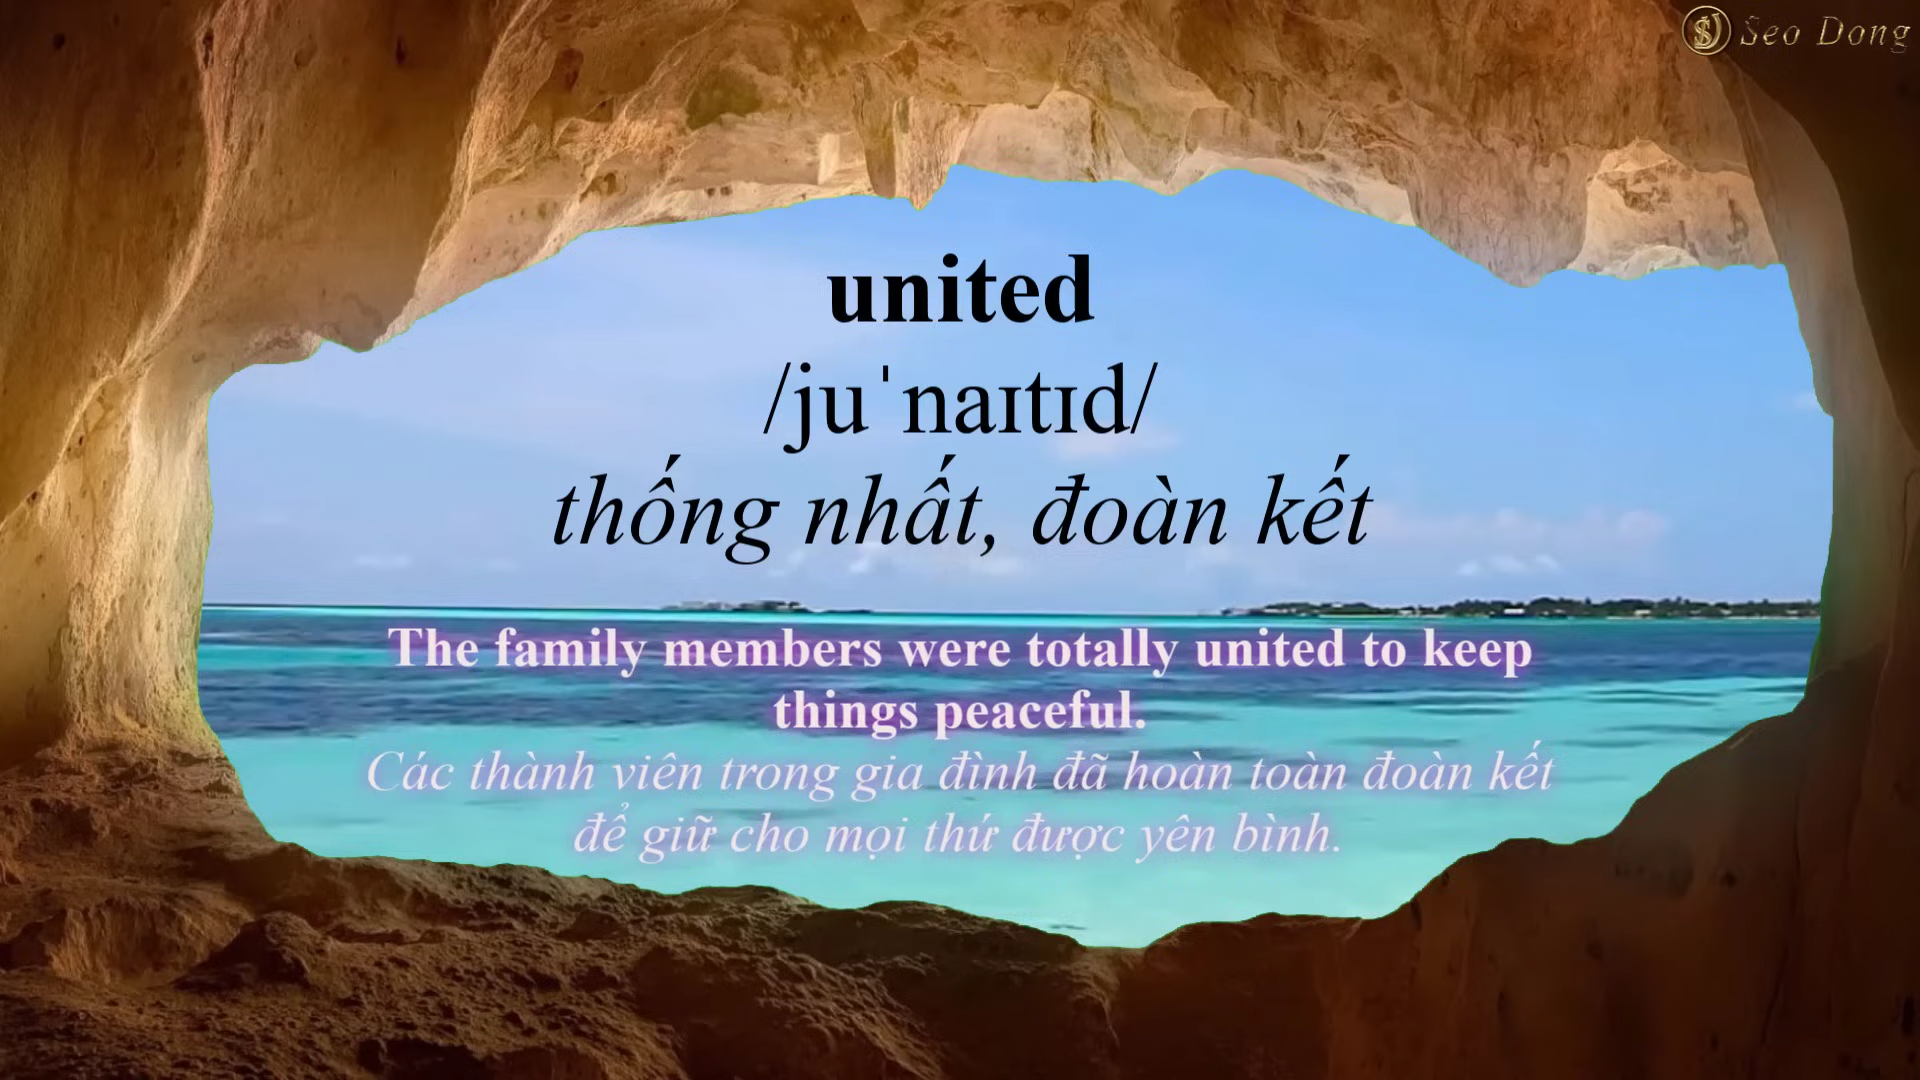 Seo Dong
united
/juˈnaɪtɪd/
thống nhất, đoàn kết
The family members were totally united to keep
things peaceful.
Các thành viên trong gia đình đã hoàn toàn đoàn kết
để giữ cho mọi thứ được yên bình.